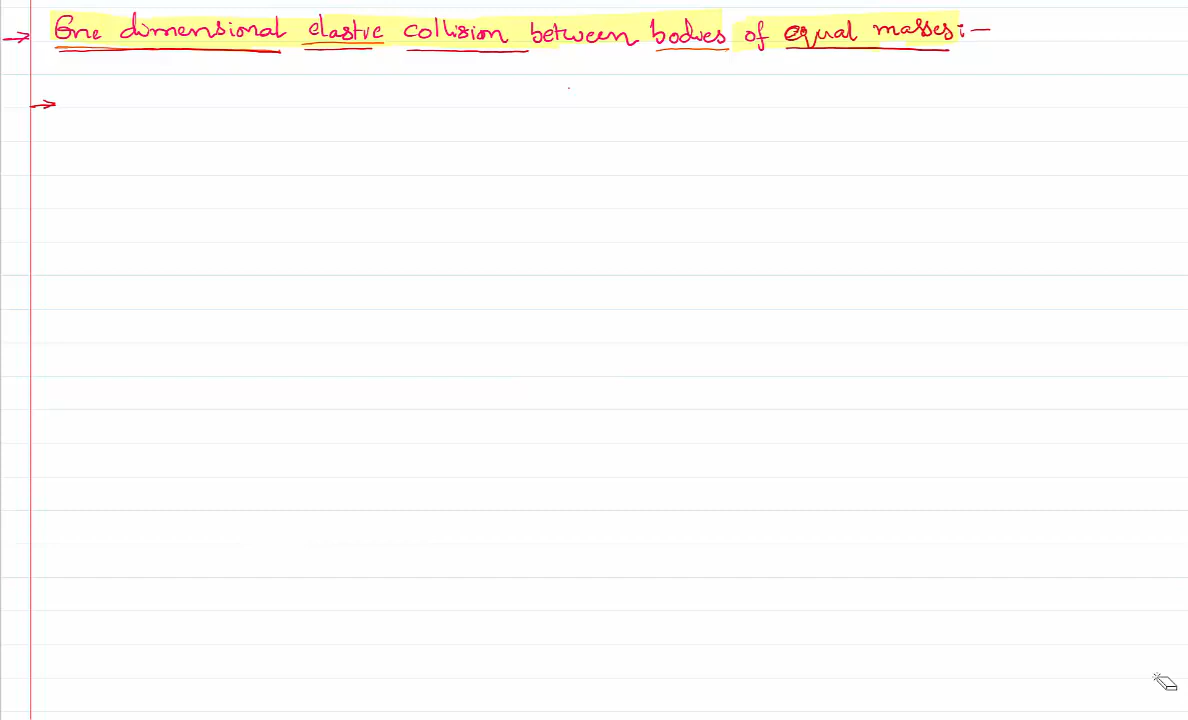 → One dimensional elastic collision between bodies of equal masses:-
→